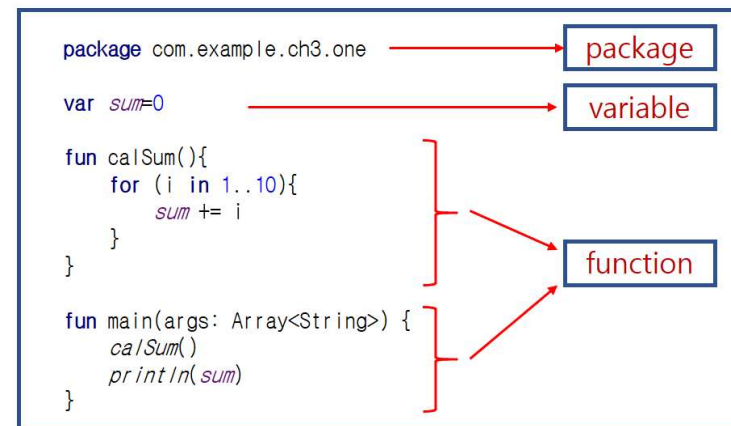 package com.example.ch3.one
package
var sum=0
variable
fun calSum(){
for (i in 1..10){
sum += i
}
}
function
fun main(args: Array<String>) {
calSum()
println(sum)
}